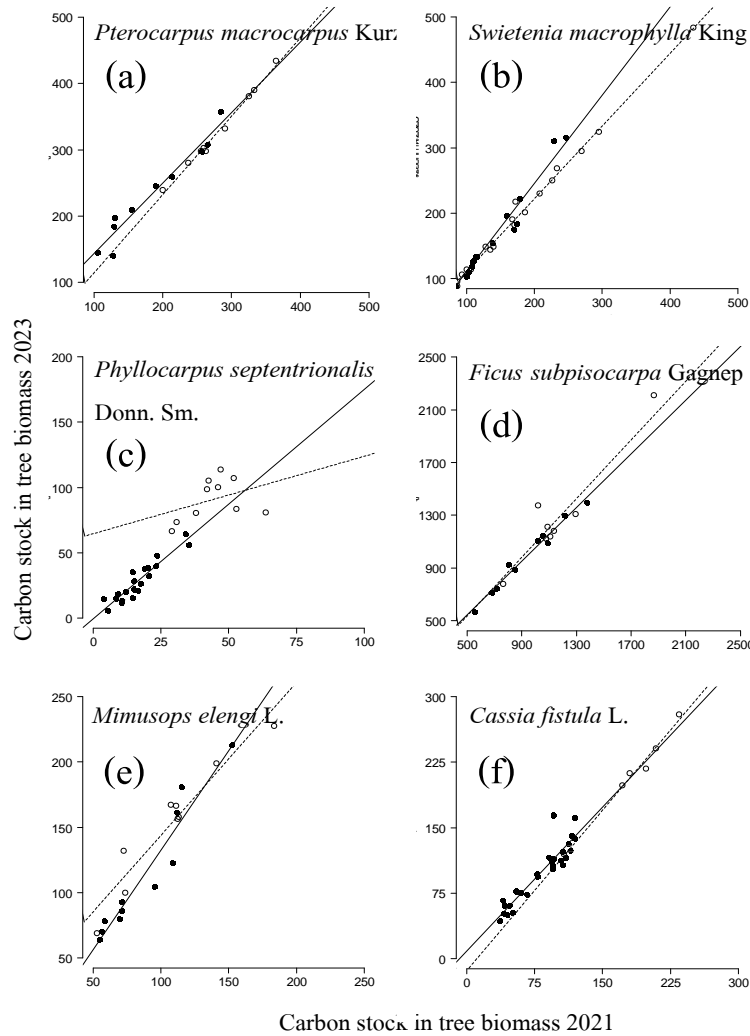 Pterocarpus macrocarpus Kurz
(a)
500
400
300
200
100
100 200 300 400 500
Swietenia macrophylla King
(b)
500
400
300
200
100
100 200 300 400 500
Carbon stock in tree biomass 2023
Phyllocarpus septentrionalis
Donn. Sm.
(c)
200
150
100
50
0
0 25 50 75 100
Ficus subpisocarpa Gagnep
(d)
2500
2100
1700
1300
900
500
500 900 1300 1700 2100 2500
Mimusops elengi L.
(e)
250
200
150
100
50
50 100 150 200 250
Cassia fistula L.
(f)
300
225
150
75
0
0 75 150 225 300
Carbon stock in tree biomass 2021